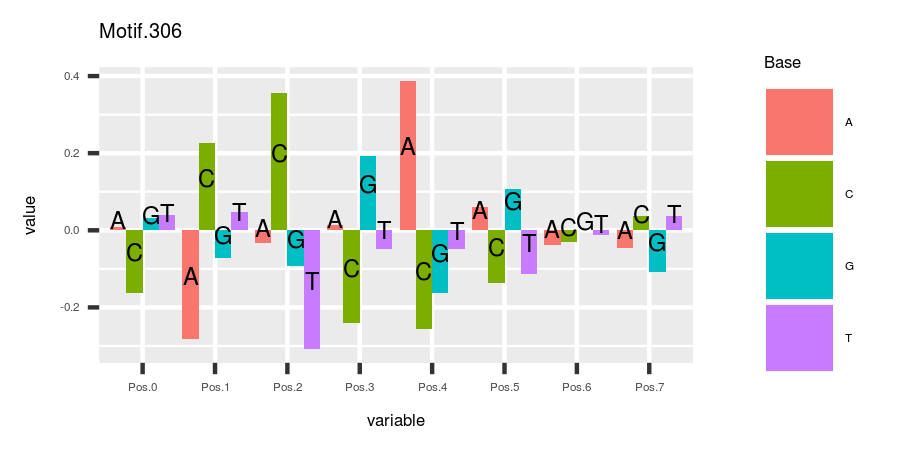 Motif.306
value
0.4
0.2
0.0
-0.2
A C G T A C G T A C G T A C G T A C G T A C G T A C G T A C G T
Pos.0 Pos.1 Pos.2 Pos.3 Pos.4 Pos.5 Pos.6 Pos.7
variable
Base
A
C
G
T